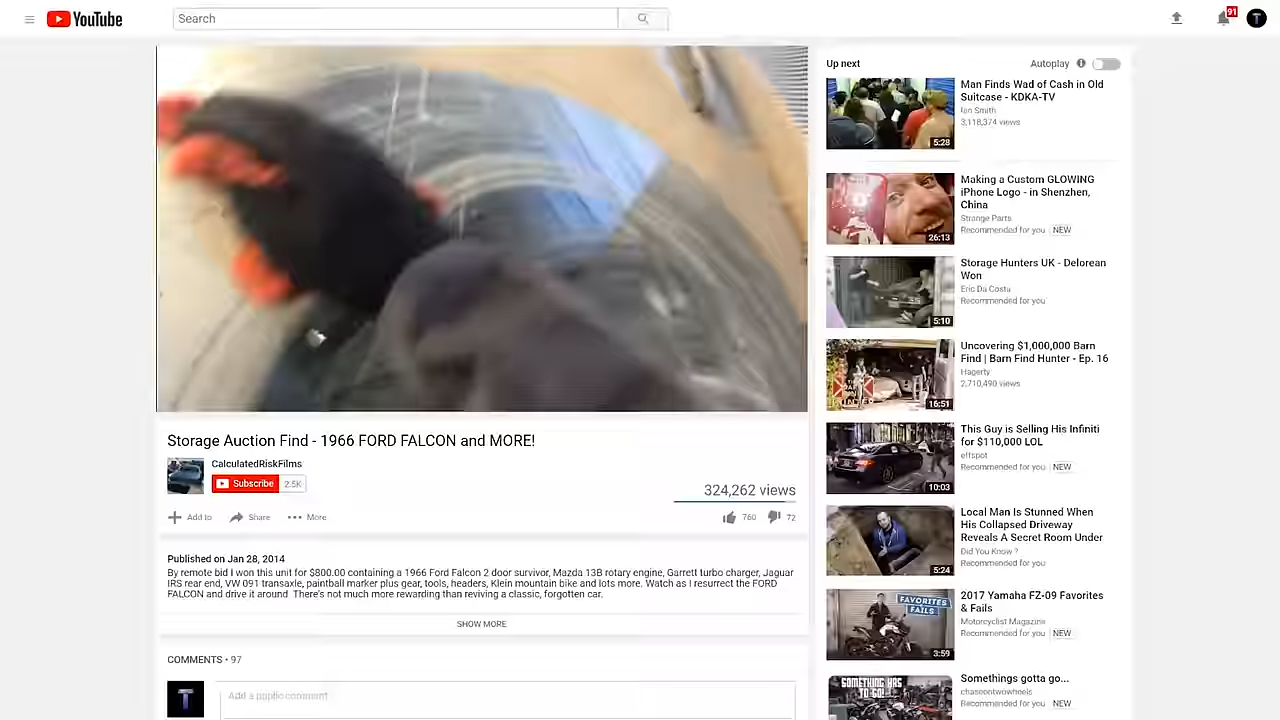 YouTube
Search
91
T
Up next
Autoplay
Man Finds Wad of Cash in Old
Suitcase - KDKA-TV
Ian Smith
3,118,374 views
5:28
Making a Custom GLOWING
iPhone Logo - in Shenzhen,
China
Strange Parts
Recommended for you NEW
26:13
Storage Hunters UK - Delorean
Won
Eric Da Costa
Recommended for you
5:10
Uncovering $1,000,000 Barn
Find | Barn Find Hunter - Ep. 16
Hagerty
2,710,490 views
16:51
This Guy is Selling His Infiniti
for $110,000 LOL
effspot
Recommended for you NEW
10:03
Local Man Is Stunned When
His Collapsed Driveway
Reveals A Secret Room Under
Did You Know ?
Recommended for you
5:24
2017 Yamaha FZ-09 Favorites
& Fails
Motorcyclist Magazine
Recommended for you NEW
FAVORITES
FAILS
3:59
Somethings gotta go...
chaseontwowheels
Recommended for you NEW
SOMETHING HAS
TO GO!
Storage Auction Find - 1966 FORD FALCON and MORE!
CalculatedRiskFilms
Subscribe 2.5K
324,262 views
Add to Share More
760 72
Published on Jan 28, 2014
By remote bid I won this unit for $800.00 containing a 1966 Ford Falcon 2 door survivor, Mazda 13B rotary engine, Garrett turbo charger, Jaguar
IRS rear end, VW 091 transaxle, paintball marker plus gear, tools, headers, Klein mountain bike and lots more. Watch as I resurrect the FORD
FALCON and drive it around There's not much more rewarding than reviving a classic, forgotten car.
SHOW MORE
COMMENTS • 97
T
Add a public comment